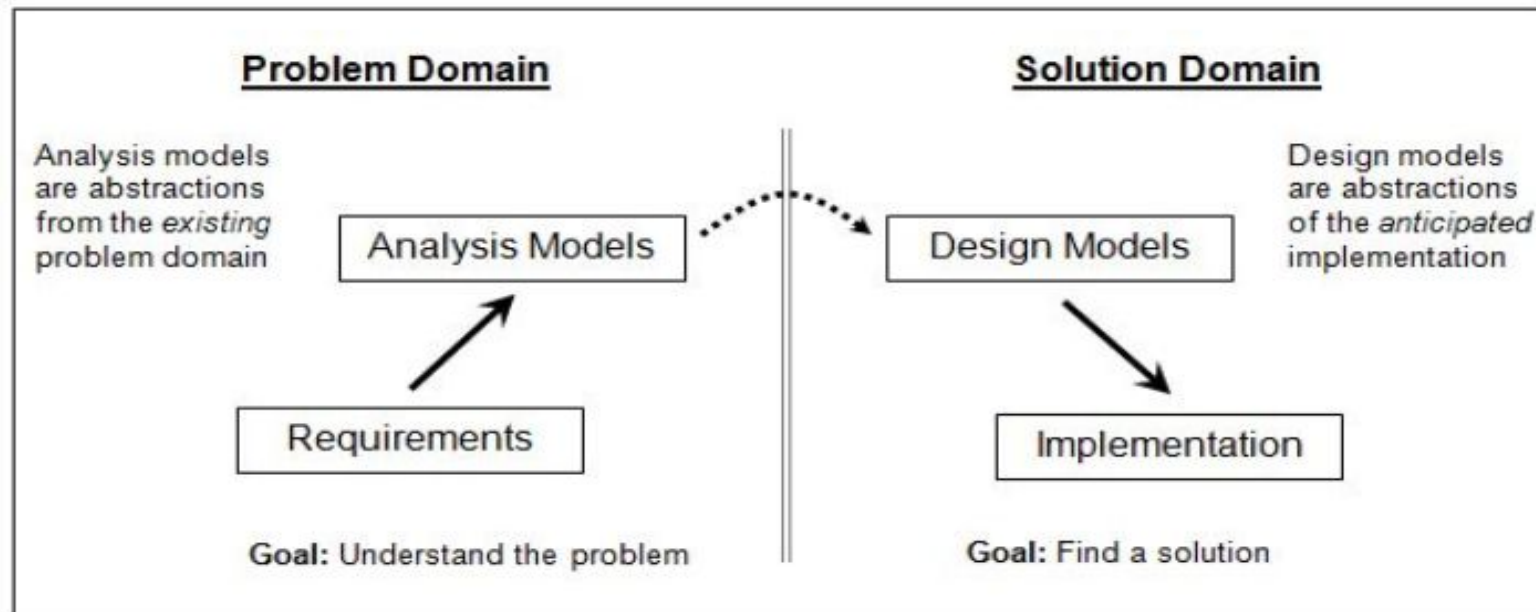 Problem Domain
Solution Domain
Analysis models
are abstractions
from the existing
problem domain
Analysis Models
Design Models
Design models
are abstractions
of the anticipated
implementation
Requirements
Implementation
Goal: Understand the problem
Goal: Find a solution